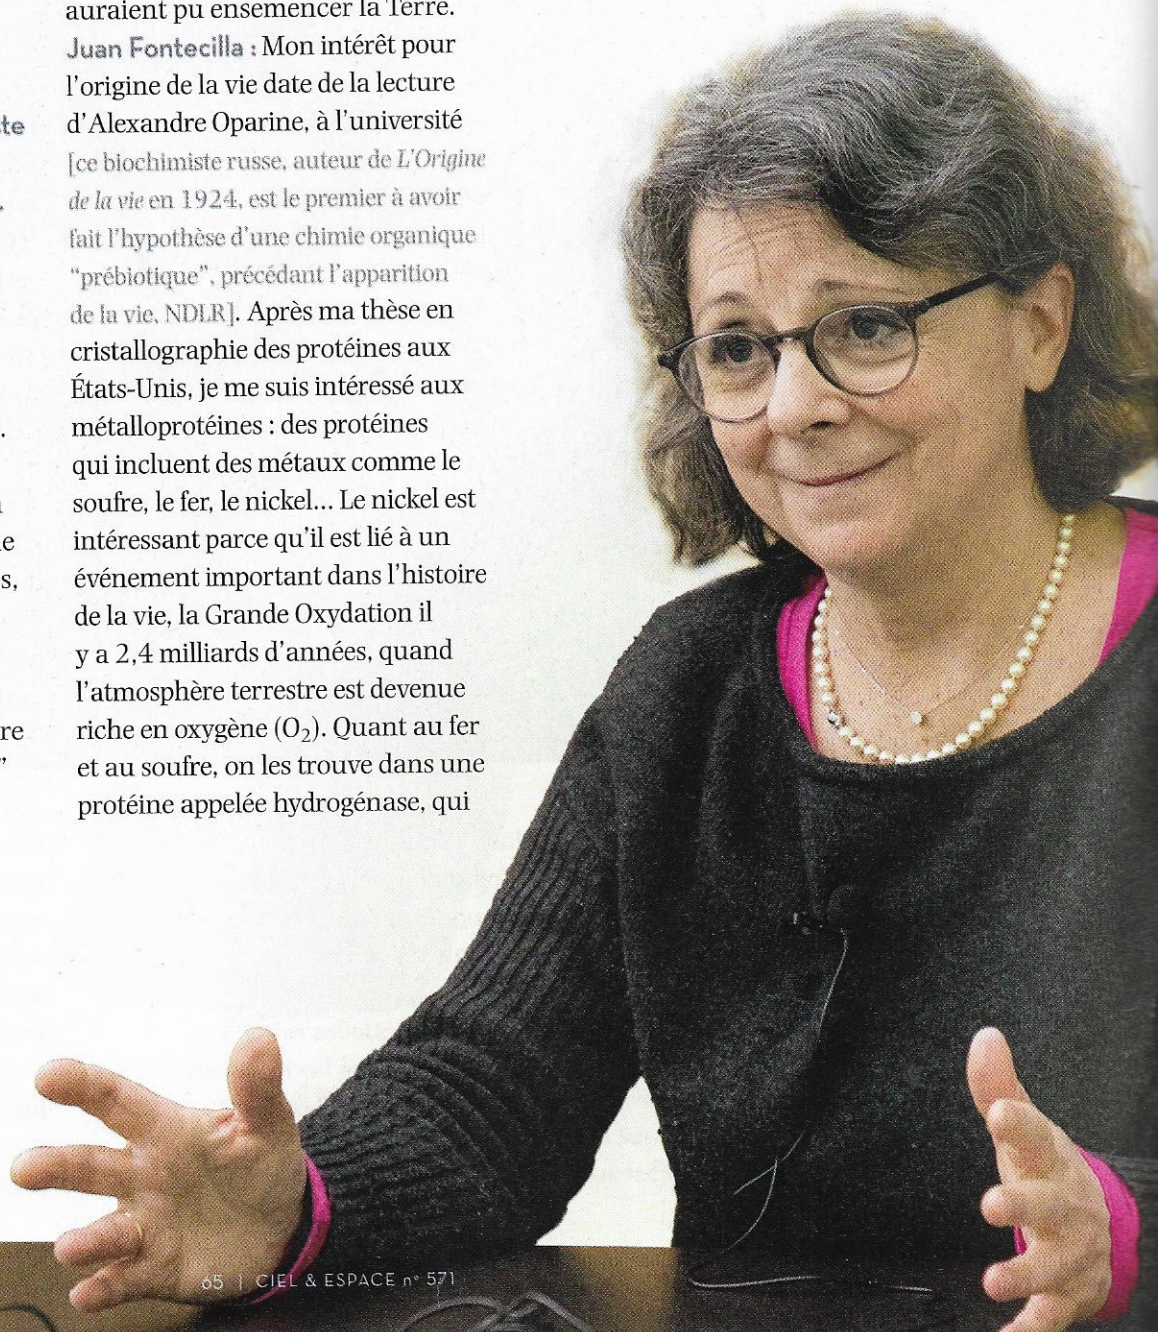 auraient pu ensemencer la Terre.
Juan Fontecilla : Mon intérêt pour
l'origine de la vie date de la lecture
d'Alexandre Oparine, à l'université
[ce biochimiste russe, auteur de L'Origine
de la vie en 1924, est le premier à avoir
fait l'hypothèse d'une chimie organique
“prébiotique”, précédant l'apparition
de la vie, NDLR]. Après ma thèse en
cristallographie des protéines aux
États-Unis, je me suis intéressé aux
métalloprotéines : des protéines
qui incluent des métaux comme le
soufre, le fer, le nickel... Le nickel est
intéressant parce qu'il est lié à un
événement important dans l'histoire
de la vie, la Grande Oxydation il
y a 2,4 milliards d'années, quand
l'atmosphère terrestre est devenue
riche en oxygène (O₂). Quant au fer
et au soufre, on les trouve dans une
protéine appelée hydrogénase, qui
65 | CIEL & ESPACE n° 571